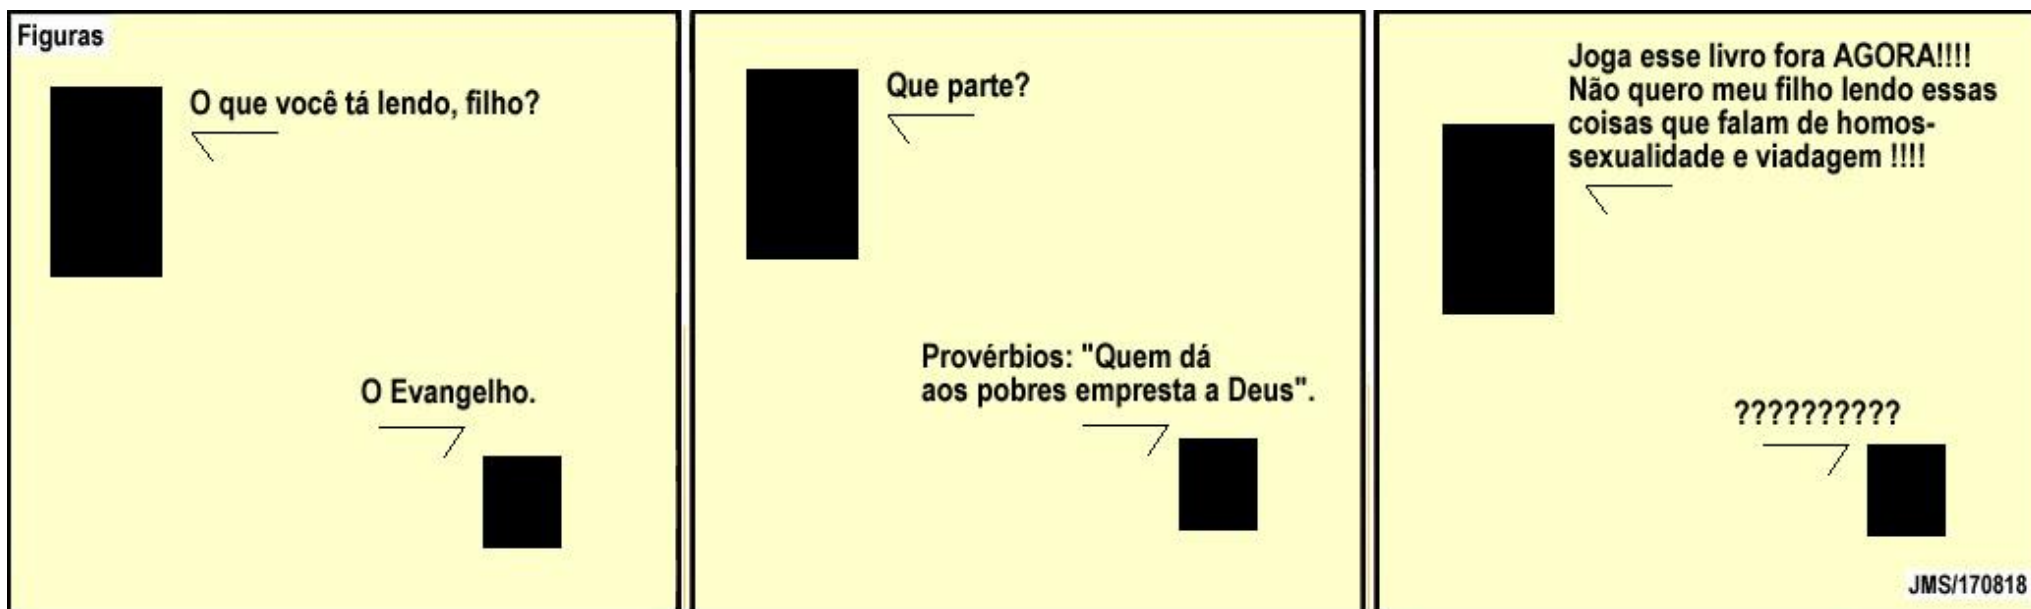 Figuras
O que você tá lendo, filho?
O Evangelho.
Que parte?
Provérbios: "Quem dá
aos pobres empresta a Deus".
Joga esse livro fora AGORA!!!!
Não quero meu filho lendo essas
coisas que falam de homos-
sexualidade e viadagem !!!!
??????????
JMS/170818